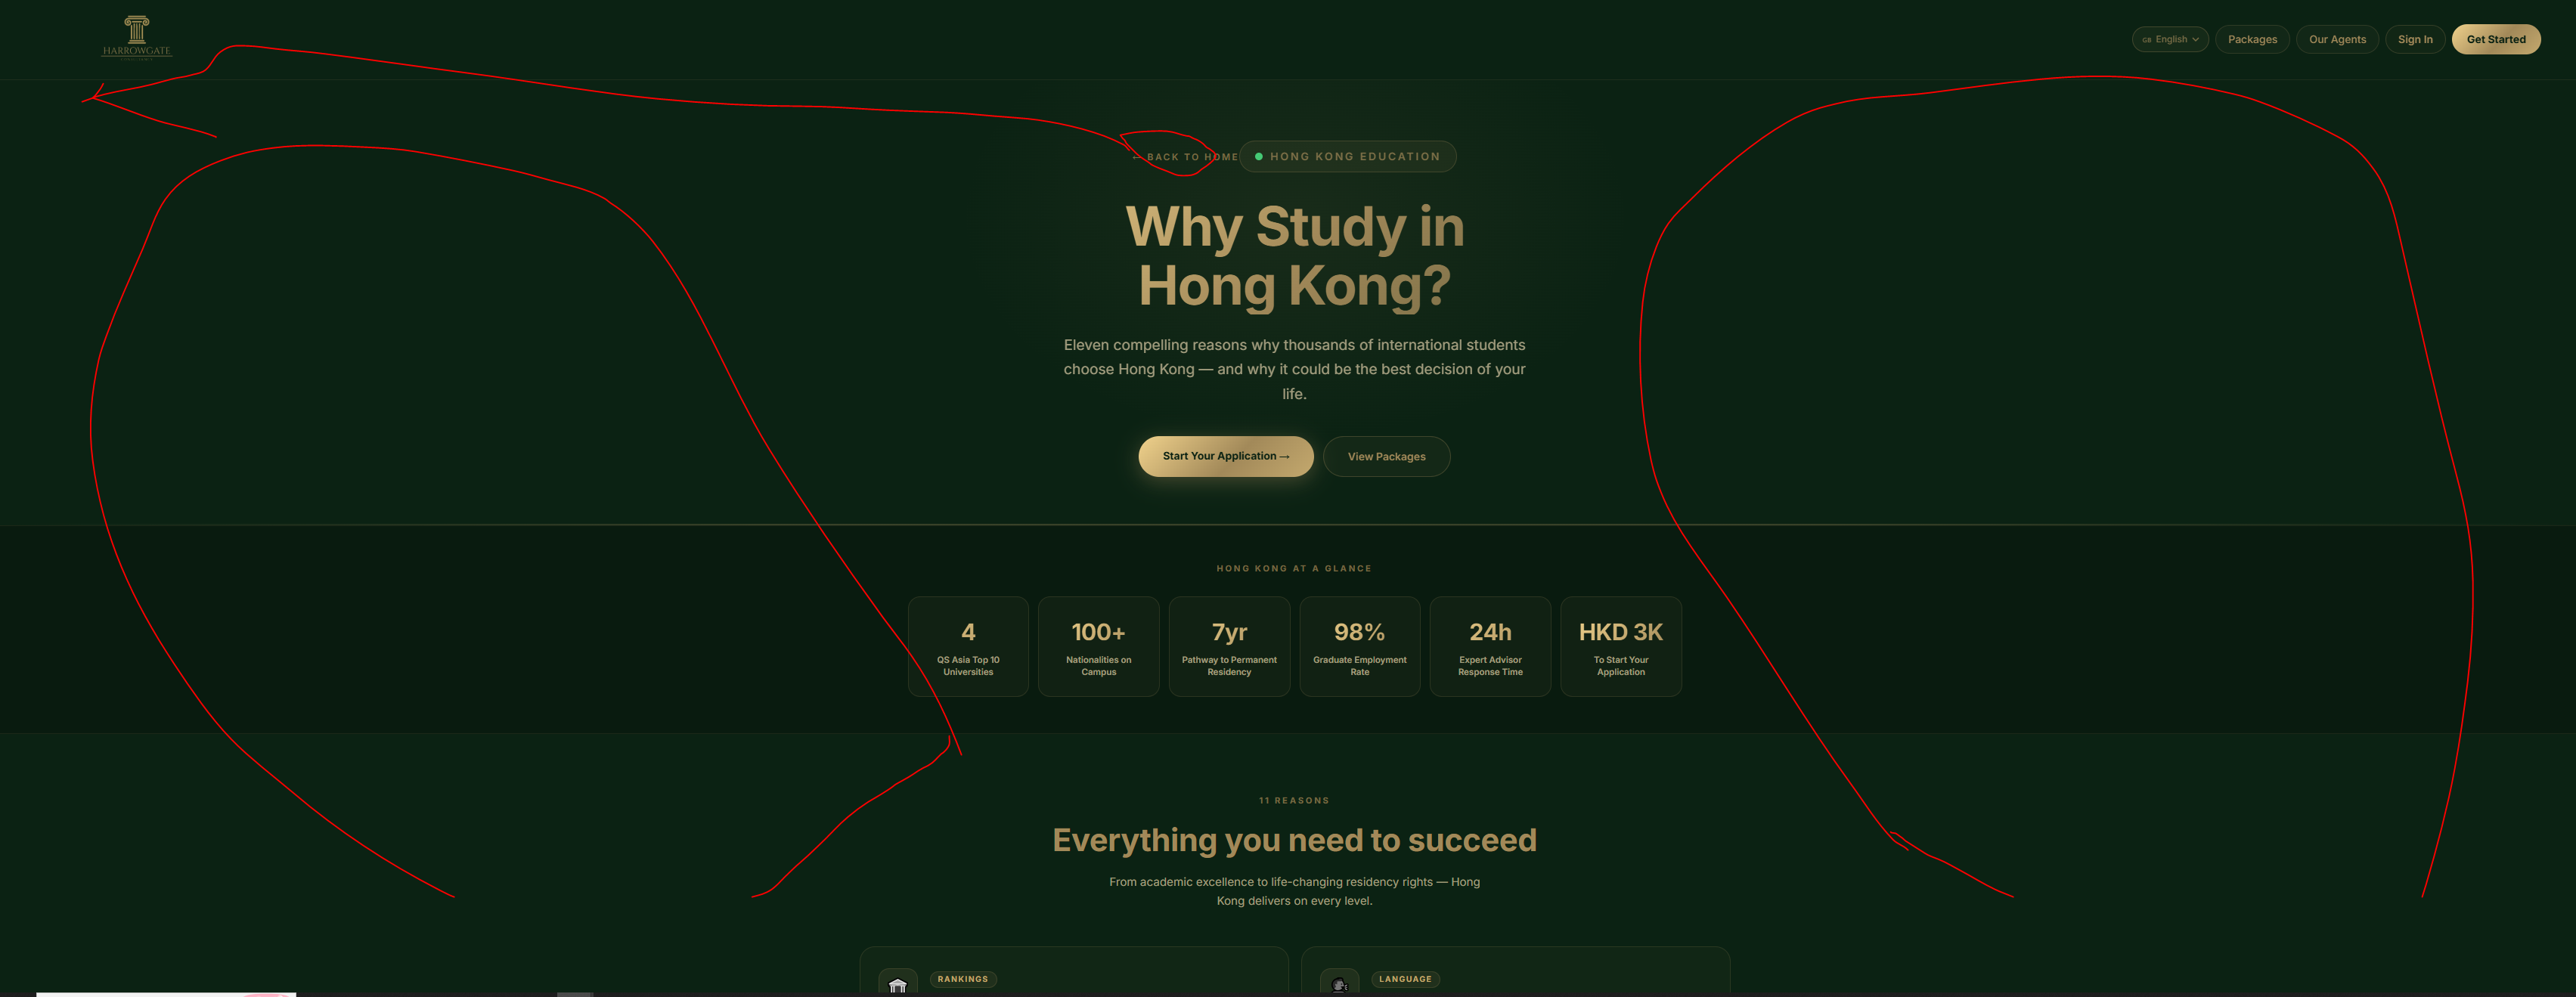 HARROWGATE
GB English
Packages
Our Agents
Sign In
Get Started
← BACK TO HOME
HONG KONG EDUCATION
Why Study in
Hong Kong?
Eleven compelling reasons why thousands of international students
choose Hong Kong — and why it could be the best decision of your
life.
Start Your Application →
View Packages
HONG KONG AT A GLANCE
4
QS Asia Top 10
Universities
100+
Nationalities on
Campus
7yr
Pathway to Permanent
Residency
98%
Graduate Employment
Rate
24h
Expert Advisor
Response Time
HKD 3K
To Start Your
Application
11 REASONS
Everything you need to succeed
From academic excellence to life-changing residency rights — Hong
Kong delivers on every level.
RANKINGS
LANGUAGE